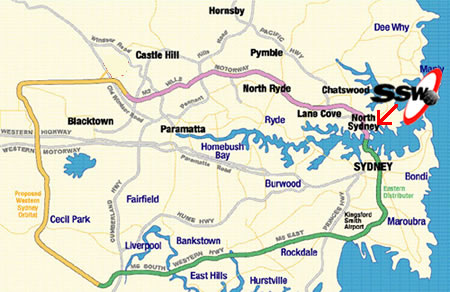 Hornsby
Dee Why
PACIFIC HWY
Windsor Road
Castle Hill
Pymble
MOTORWAY
M2 HILLS
Manly
Old Windsor Road
Pennant
Hills
Road
North Ryde
Chatswood
SSW
Blacktown
Lane Cove
North
Sydney
WESTERN HIGHWAY
WESTERN MOTORWAY
Paramatta
Ryde
Homebush
Bay
SYDNEY
Paramatta Road
Bondi
Proposed
Western
Sydney
Orbital
Fairfield
Burwood
Eastern
Distributer
Cecil Park
CUMBERLAND HWY
HUME HWY
PRINCES HWY
Kingsford
Smith
Airport
Maroubra
Liverpool
Bankstown
M5 EAST
Rockdale
M5 SOUTH WESTERN HWY
East Hills
Hurstville